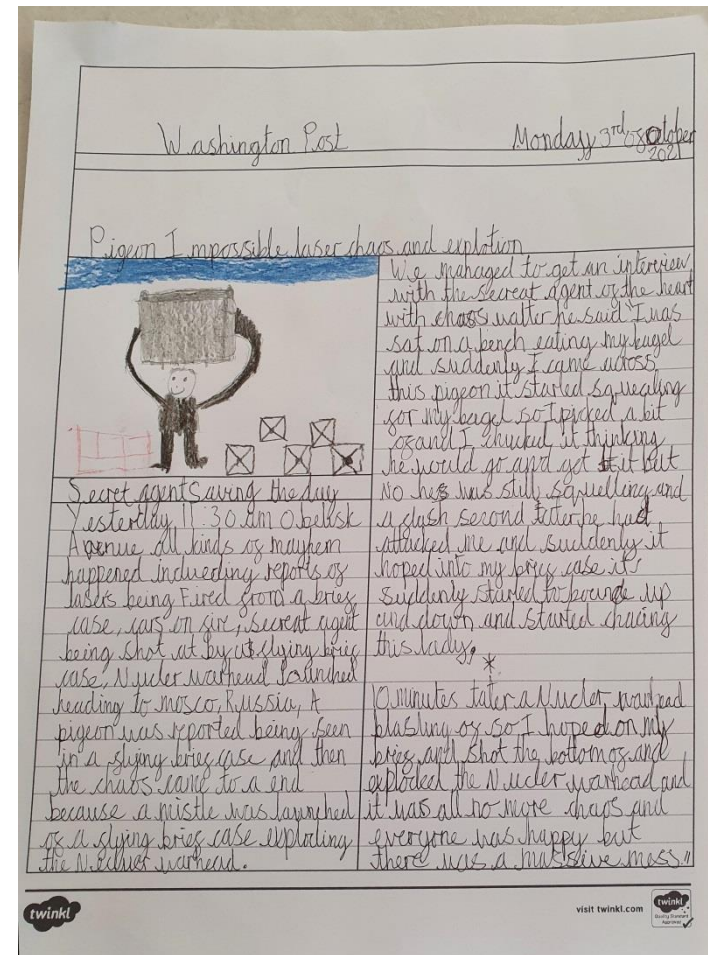 Washington Post
Monday 3rd of October
2021
Pigeon Impossible laser chaos and explotion
Secret agent saving the day
Yesterday 11:30 am Obelisk
Avenue all kinds of mayhem
happened indueding reports of
lasers being Fired from a brief
case, cars on fire, secreat agent
being shot at by a flying brief
case, Nucler warhead launched
heading to mosco, Russia, A
pigeon was reported being seen
in a flying brief case and then
the chaos came to a end
because a mistle was launched
of a flying brief case exploding
the Necluer warhead.
We managed to get an interveiw
with the secreat agent of the heart
with chaos walter he said "I was
sat on a bench eating my bagel
and suddenly I came across
this pigeon it started squealing
for my bagel so I picked a bit
of and I chucked it thinking
he would go and get it but
No he was still squelling and
a flash second latter he had
attacked me and suddenly it
hoped into my brief case it
suddenly started to bounce up
and down and started chacing
this lady.
*
10 minutes later a Nucler warhead
blasting of so I hoped on my
brief and shot the bottom of and
exploded the Nucler warhead and
it was all no more chaos and
everyone was happy but
there was a massive mess."
twinkl
visit twinkl.com
twinkl
Quality Standard
Approved